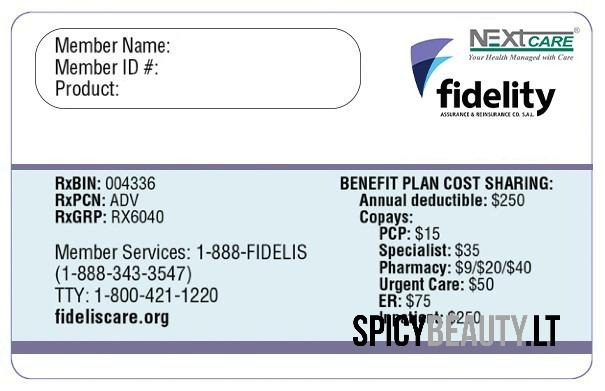 Member Name:
Member ID #:
Product:
NEXtCARE®
Your Health Managed with Care
fidelity
ASSURANCE & REINSURANCE CO. S.A.L.
RxBIN: 004336
RxPCN: ADV
RxGRP: RX6040
Member Services: 1-888-FIDELIS
(1-888-343-3547)
TTY: 1-800-421-1220
fideliscare.org
BENEFIT PLAN COST SHARING:
Annual deductible: $250
Copays:
PCP: $15
Specialist: $35
Pharmacy: $9/$20/$40
Urgent Care: $50
ER: $75
Inpatient: $250
SPICYBEAUTY.LT